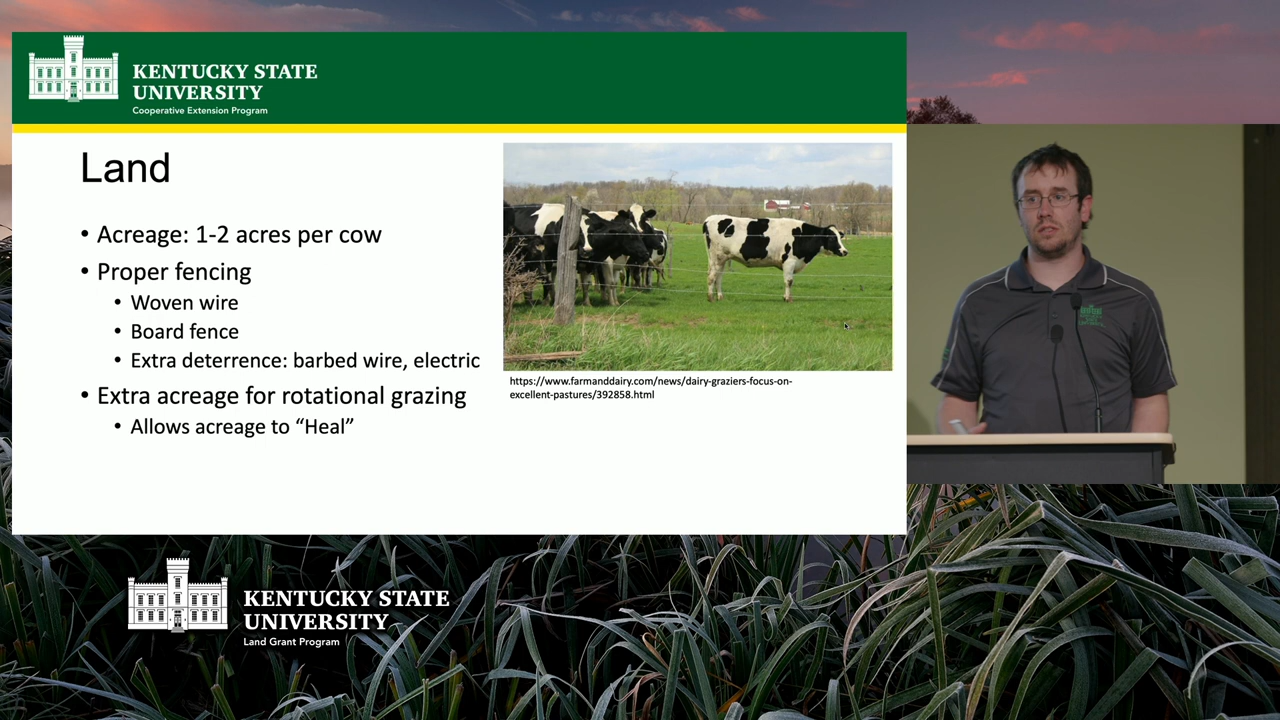 KENTUCKY STATE
UNIVERSITY
Cooperative Extension Program
Land
• Acreage: 1-2 acres per cow
• Proper fencing
• Woven wire
• Board fence
• Extra deterrence: barbed wire, electric
• Extra acreage for rotational grazing
• Allows acreage to “Heal”
https://www.farmanddairy.com/news/dairy-graziers-focus-on-
excellent-pastures/392858.html
KENTUCKY STATE
UNIVERSITY
Land Grant Program